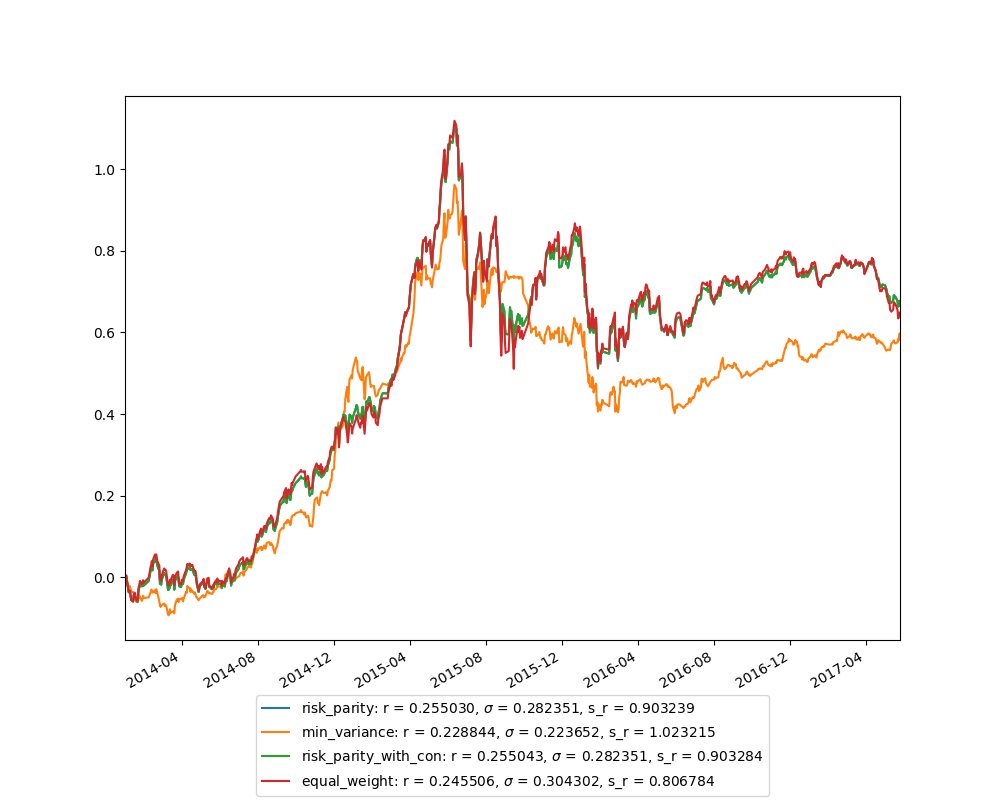 1.0
0.8
0.6
0.4
0.2
0.0
2014-04 2014-08 2014-12 2015-04 2015-08 2015-12 2016-04 2016-08 2016-12 2017-04
risk_parity: r = 0.255030, σ = 0.282351, s_r = 0.903239
min_variance: r = 0.228844, σ = 0.223652, s_r = 1.023215
risk_parity_with_con: r = 0.255043, σ = 0.282351, s_r = 0.903284
equal_weight: r = 0.245506, σ = 0.304302, s_r = 0.806784